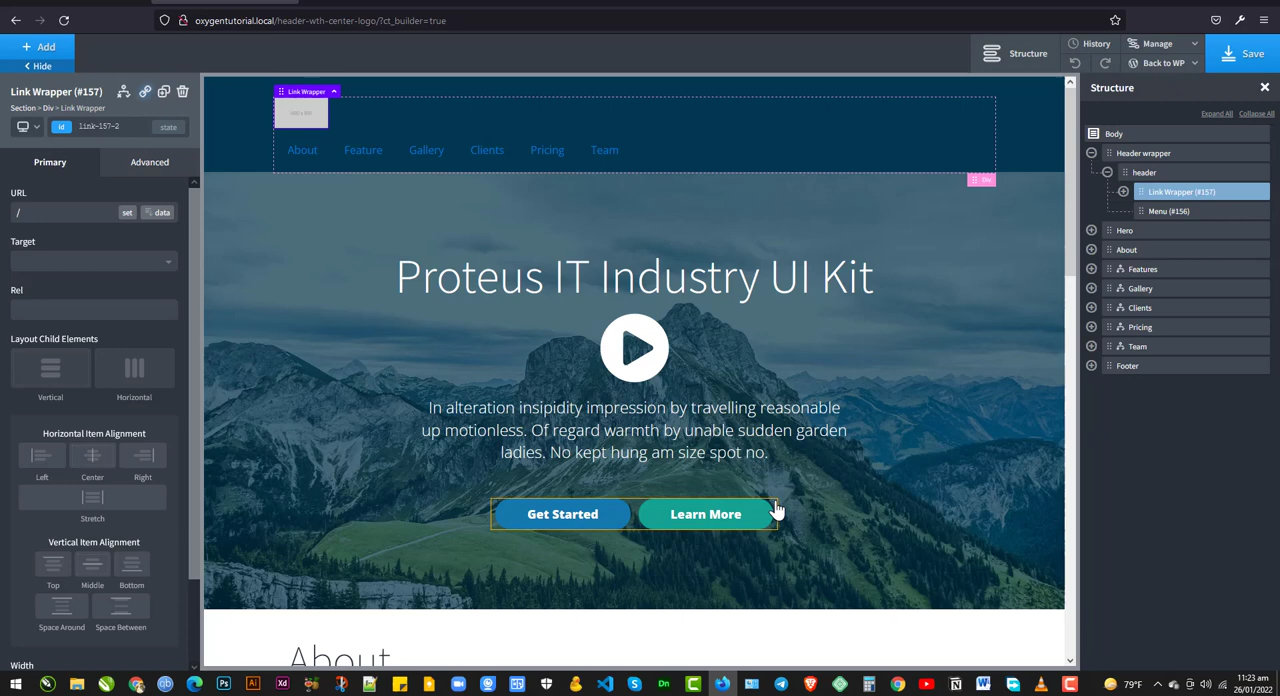 oxygentutorial.local/header-wth-center-logo/?ct_builder=true
+ Add
Hide
Structure
History
Manage
Back to WP
Save
Link Wrapper (#157)
Section > Div > Link Wrapper
id
link-157-2
state
Primary
Advanced
URL
/
set
data
Target
Rel
Layout Child Elements
Vertical
Horizontal
Horizontal Item Alignment
Left
Center
Right
Stretch
Vertical Item Alignment
Top
Middle
Bottom
Space Around
Space Between
Width
Link Wrapper
About
Feature
Gallery
Clients
Pricing
Team
Div
Proteus IT Industry UI Kit
In alteration insipidity impression by travelling reasonable
up motionless. Of regard warmth by unable sudden garden
ladies. No kept hung am size spot no.
Get Started
Learn More
About
Structure
Expand All
Collapse All
Body
Header wrapper
header
Link Wrapper (#157)
Menu (#156)
Hero
About
Features
Gallery
Clients
Pricing
Team
Footer
79°F
11:23 am
26/01/2022